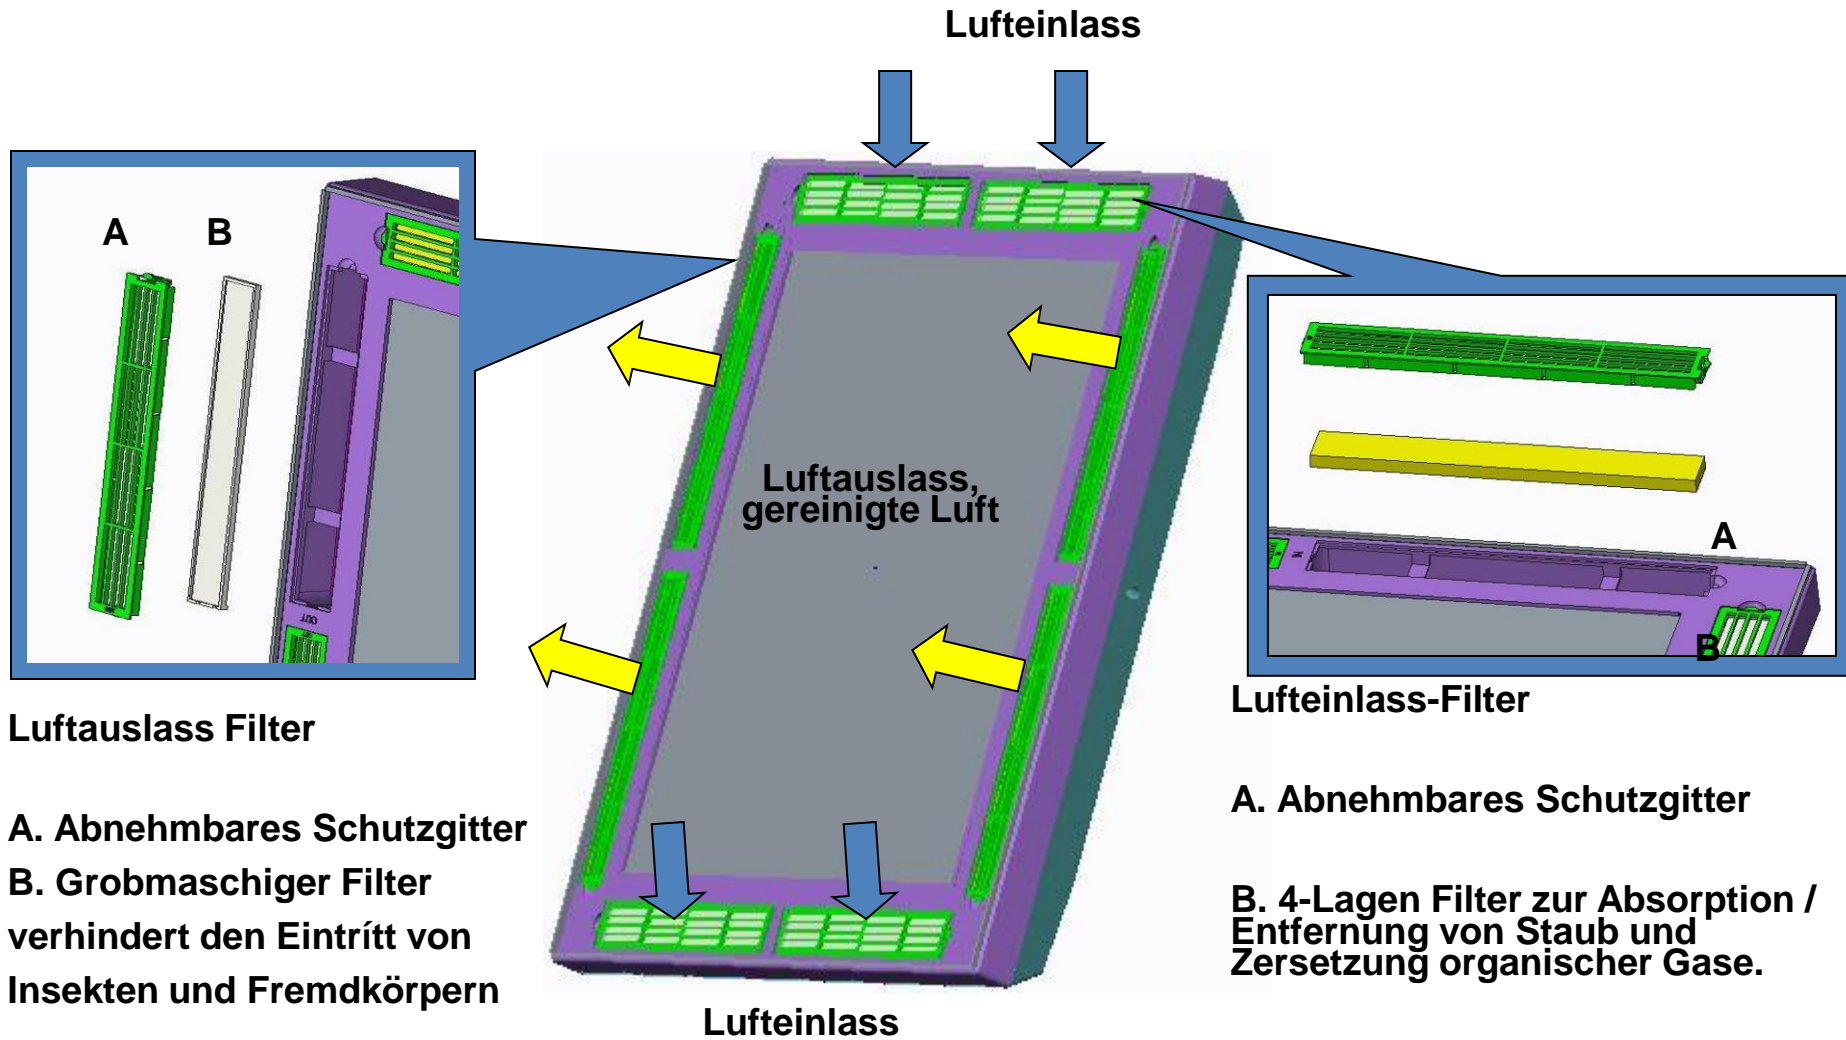 Lufteinlass
A
B
OUT
Luftauslass,
gereinigte Luft
A
B
Luftauslass Filter
A. Abnehmbares Schutzgitter
B. Grobmaschiger Filter
verhindert den Eintrítt von
Insekten und Fremdkörpern
Lufteinlass-Filter
A. Abnehmbares Schutzgitter
B. 4-Lagen Filter zur Absorption /
Entfernung von Staub und
Zersetzung organischer Gase.
Lufteinlass